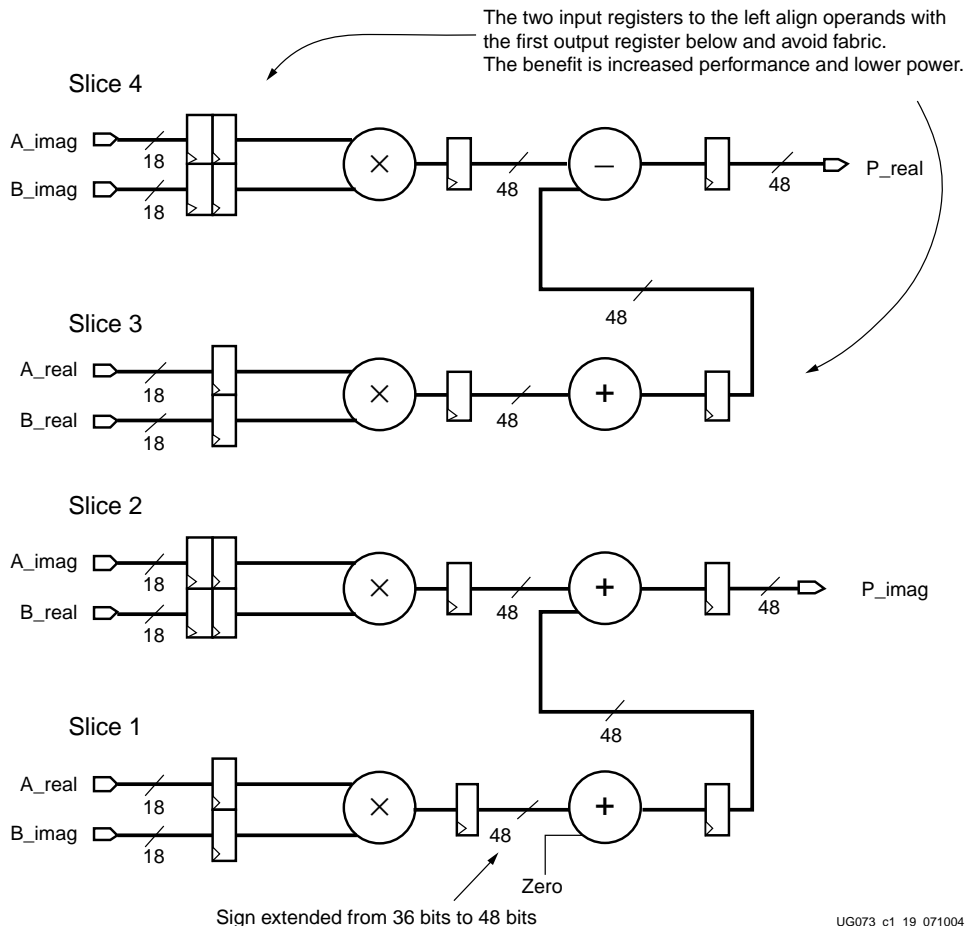 The two input registers to the left align operands with
the first output register below and avoid fabric.
The benefit is increased performance and lower power.
Slice 4
A_imag
18
B_imag
18
×
48
−
48
P_real
48
Slice 3
A_real
18
B_real
18
×
48
+
Slice 2
A_imag
18
B_real
18
×
48
+
48
P_imag
48
Slice 1
A_real
18
B_imag
18
×
48
+
Zero
Sign extended from 36 bits to 48 bits
UG073_c1_19_071004